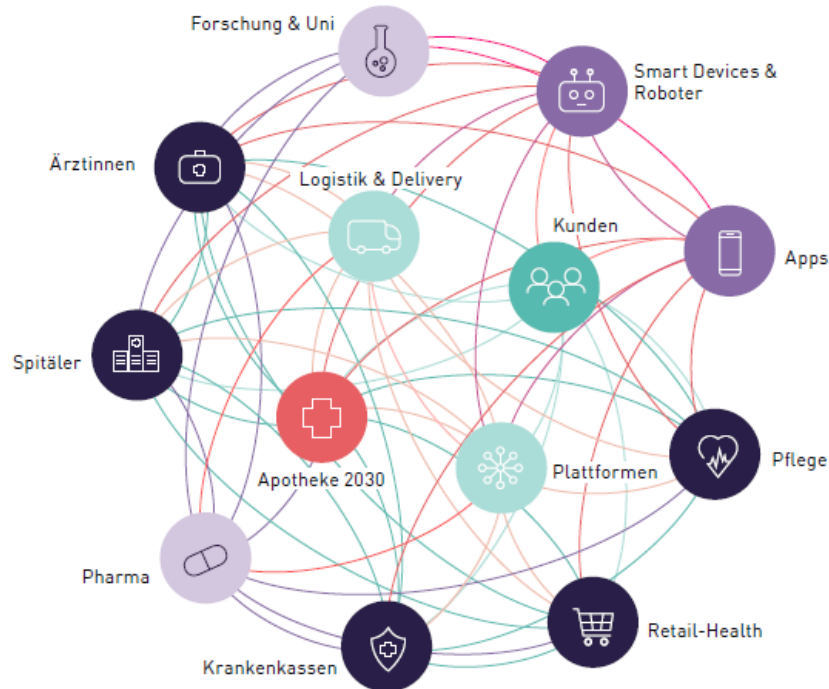 Forschung & Uni
Smart Devices &
Roboter
Ärztinnen
Logistik & Delivery
Kunden
Apps
Spitäler
Apotheke 2030
Plattformen
Pflege
Pharma
Retail-Health
Krankenkassen